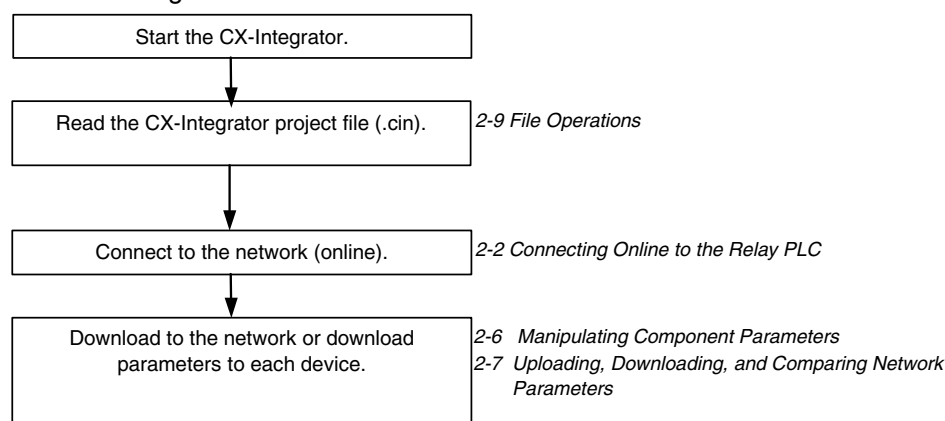 Start the CX-Integrator.
Read the CX-Integrator project file (.cin).
2-9 File Operations
Connect to the network (online).
2-2 Connecting Online to the Relay PLC
Download to the network or download
parameters to each device.
2-6 Manipulating Component Parameters
2-7 Uploading, Downloading, and Comparing Network
Parameters